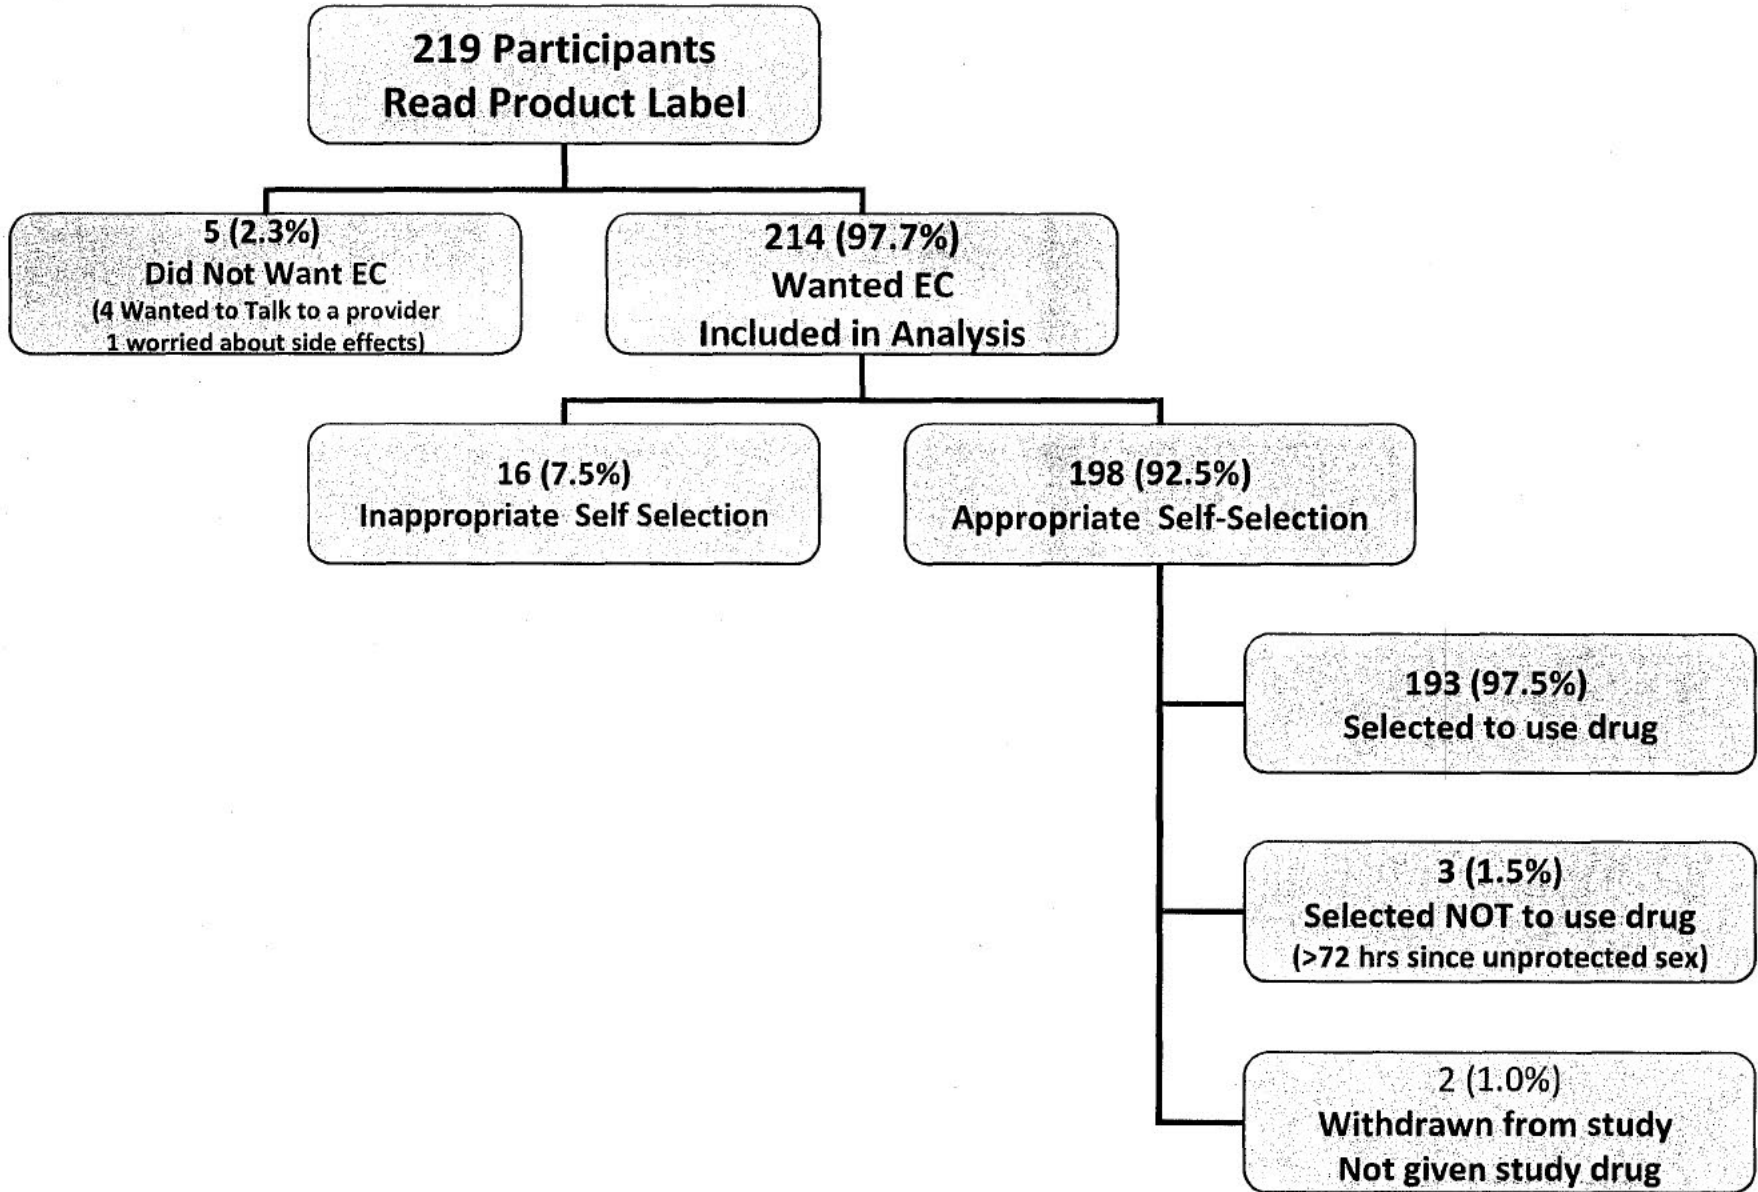 219 Participants
Read Product Label
5 (2.3%)
Did Not Want EC
(4 Wanted to Talk to a provider
1 worried about side effects)
214 (97.7%)
Wanted EC
Included in Analysis
16 (7.5%)
Inappropriate Self Selection
198 (92.5%)
Appropriate Self-Selection
193 (97.5%)
Selected to use drug
3 (1.5%)
Selected NOT to use drug
(>72 hrs since unprotected sex)
2 (1.0%)
Withdrawn from study
Not given study drug